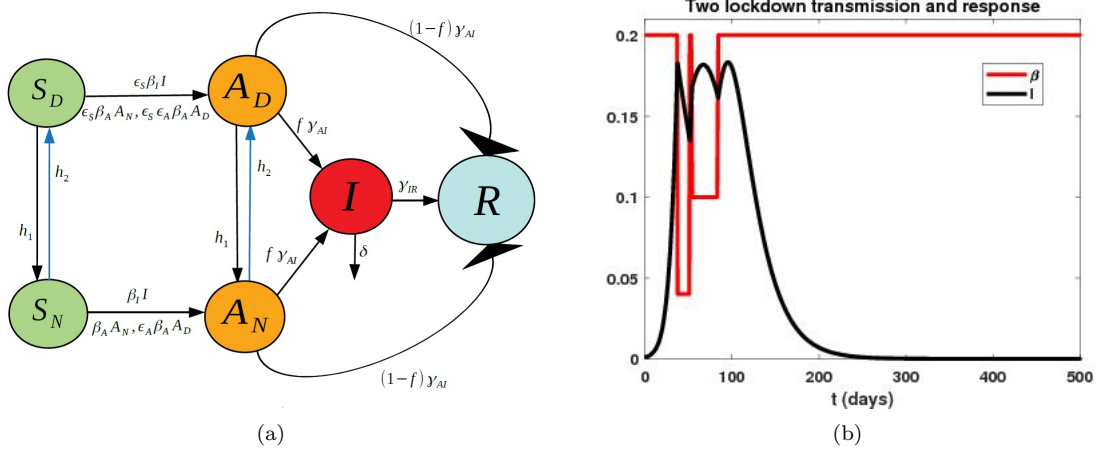 (1−f) γ_AI
S_D
ϵ_S β_I I
ϵ_S β_A A_N, ϵ_S ϵ_A β_A A_D
A_D
f γ_AI
h_2
h_2
h_1
h_1
I
γ_IR
R
δ
f γ_AI
S_N
β_I I
β_A A_N, ϵ_A β_A A_D
A_N
(1−f) γ_AI
(a)
Two lockdown transmission and response
0.2
0.15
0.1
0.05
0
β
I
0 100 200 300 400 500
t (days)
(b)